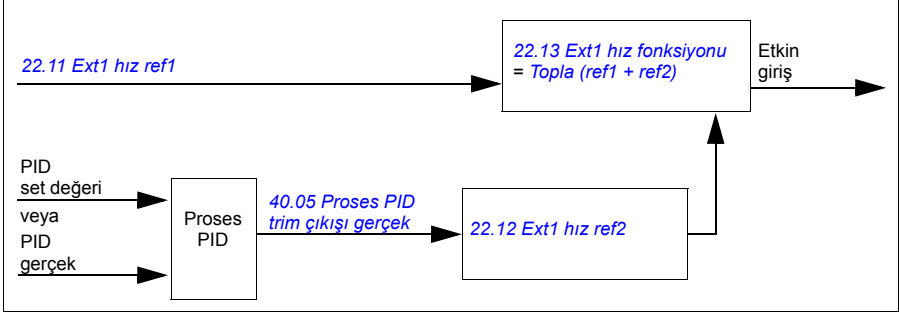 22.11 Ext1 hız ref1
22.13 Ext1 hız fonksiyonu
= Topla (ref1 + ref2)
Etkin
giriş
PID
set değeri
veya
PID
gerçek
Proses
PID
40.05 Proses PID
trim çıkışı gerçek
22.12 Ext1 hız ref2